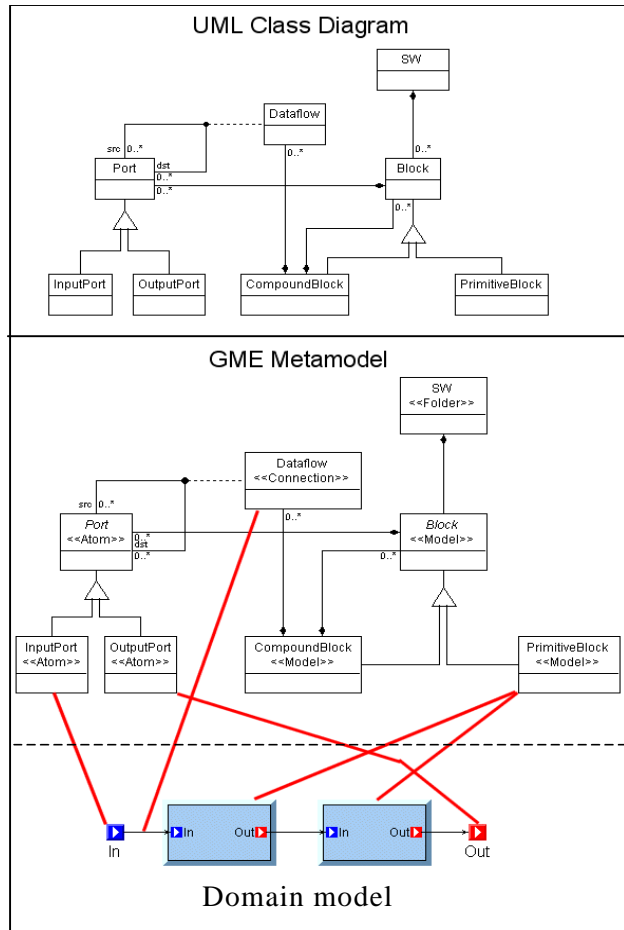 UML Class Diagram
SW
Dataflow
src 0..*
0..*
0..*
Port
dst
0..*
0..*
Block
0..*
InputPort
OutputPort
CompoundBlock
PrimitiveBlock
GME Metamodel
SW
<<Folder>>
Dataflow
<<Connection>>
src 0..*
0..*
Port
<<Atom>>
0..*
dst
0..*
0..*
Block
<<Model>>
InputPort
<<Atom>>
OutputPort
<<Atom>>
CompoundBlock
<<Model>>
PrimitiveBlock
<<Model>>
In
In Out
In Out
Out
Domain model